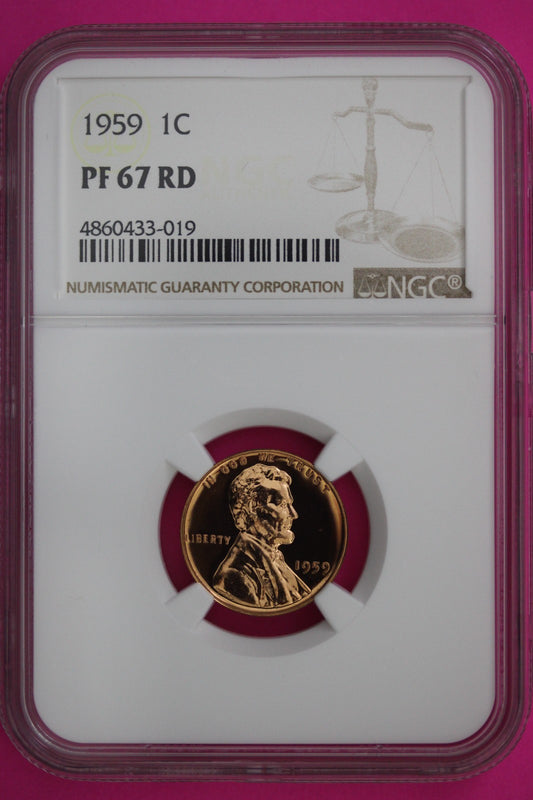 1959 1C
PF 67 RD
4860433-019
NUMISMATIC GUARANTY CORPORATION
NGC®
IN GOD WE TRUST
LIBERTY
1959